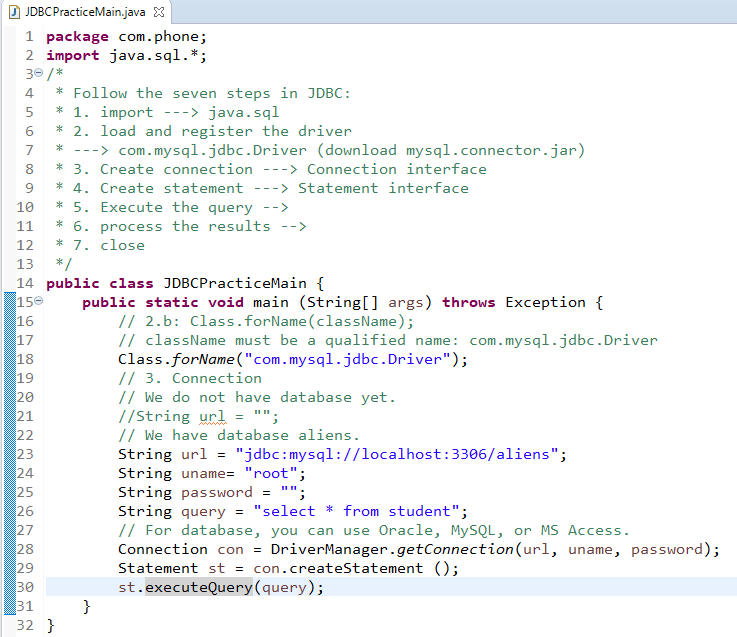 JDBCPracticeMain.java
1 package com.phone;
2 import java.sql.*;
3 /*
4  * Follow the seven steps in JDBC:
5  * 1. import ---> java.sql
6  * 2. load and register the driver
7  * ---> com.mysql.jdbc.Driver (download mysql.connector.jar)
8  * 3. Create connection ---> Connection interface
9  * 4. Create statement ---> Statement interface
10  * 5. Execute the query -->
11  * 6. process the results -->
12  * 7. close
13  */
14 public class JDBCPracticeMain {
15     public static void main (String[] args) throws Exception {
16         // 2.b: Class.forName(className);
17         // className must be a qualified name: com.mysql.jdbc.Driver
18         Class.forName("com.mysql.jdbc.Driver");
19         // 3. Connection
20         // We do not have database yet.
21         //String url = "";
22         // We have database aliens.
23         String url = "jdbc:mysql://localhost:3306/aliens";
24         String uname= "root";
25         String password = "";
26         String query = "select * from student";
27         // For database, you can use Oracle, MySQL, or MS Access.
28         Connection con = DriverManager.getConnection(url, uname, password);
29         Statement st = con.createStatement ();
30         st.executeQuery(query);
31     }
32 }